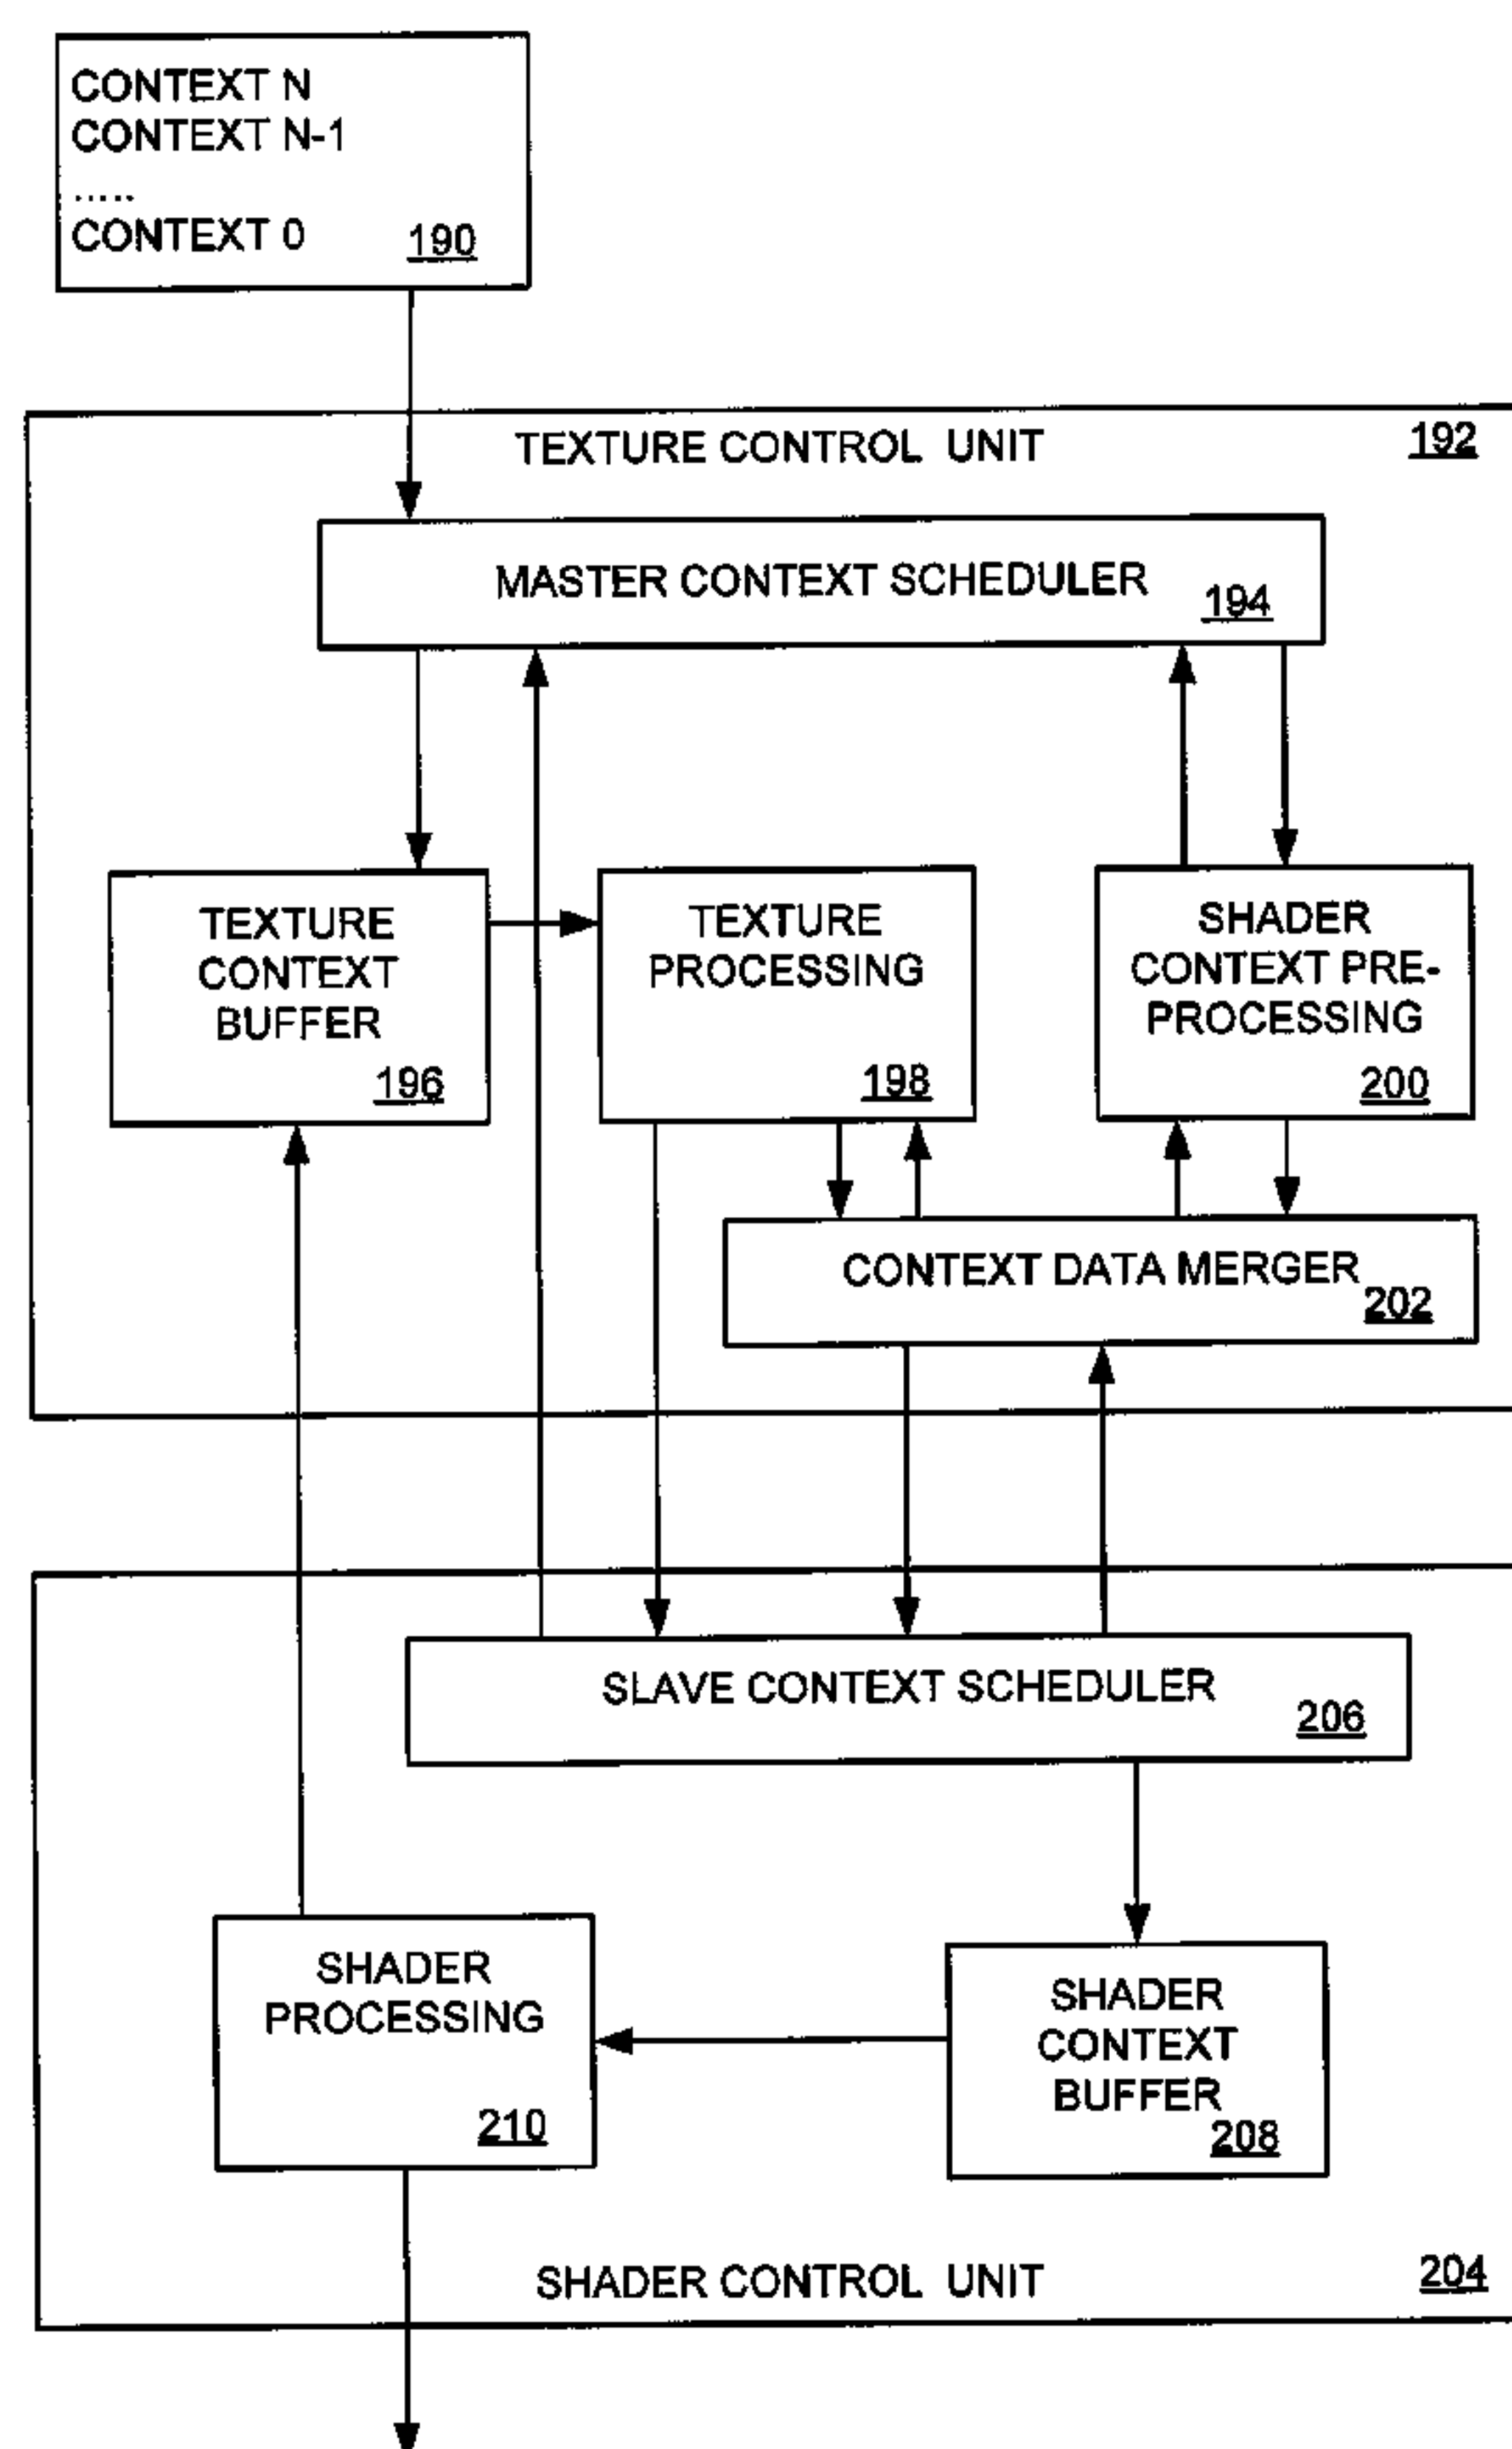 CONTEXT N
CONTEXT N-1
.....
CONTEXT 0
190
TEXTURE CONTROL UNIT
192
MASTER CONTEXT SCHEDULER
194
TEXTURE
CONTEXT
BUFFER
196
TEXTURE
PROCESSING
198
SHADER
CONTEXT PRE-
PROCESSING
200
CONTEXT DATA MERGER
202
SLAVE CONTEXT SCHEDULER
206
SHADER
PROCESSING
210
SHADER
CONTEXT
BUFFER
208
SHADER CONTROL UNIT
204